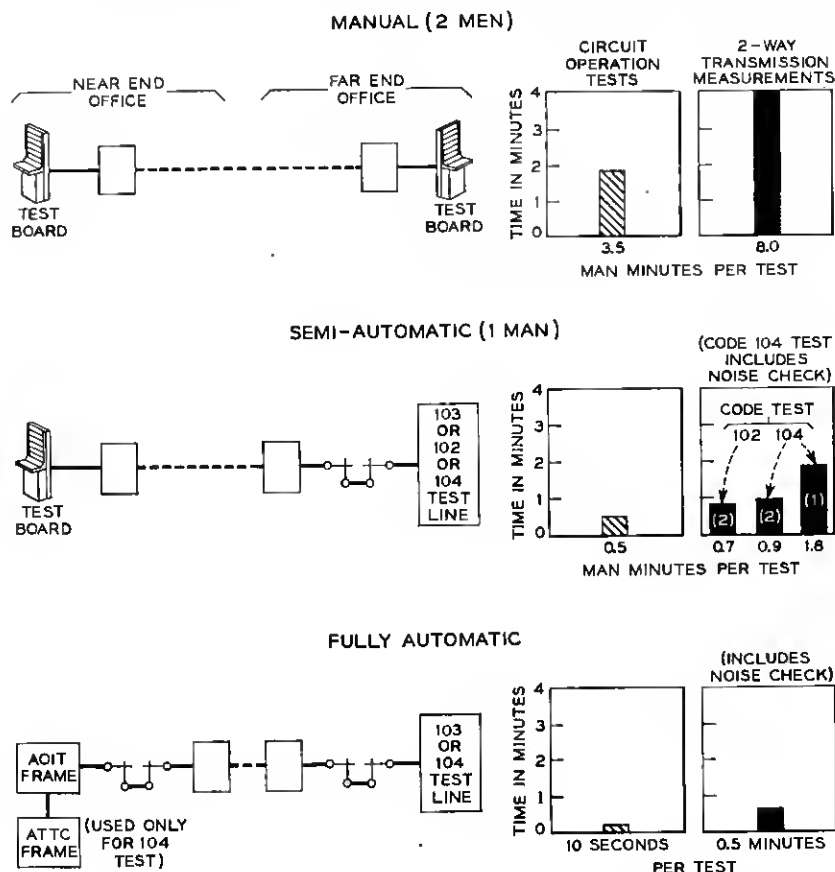 MANUAL (2 MEN)
NEAR END
OFFICE
FAR END
OFFICE
TEST
BOARD
TEST
BOARD
CIRCUIT
OPERATION
TESTS
2-WAY
TRANSMISSION
MEASUREMENTS
TIME IN MINUTES
4
3
2
1
0
3.5
8.0
MAN MINUTES PER TEST
SEMI-AUTOMATIC (1 MAN)
TEST
BOARD
103
OR
102
OR
104
TEST
LINE
(CODE 104 TEST
INCLUDES
NOISE CHECK)
TIME IN MINUTES
4
3
2
1
0
CODE TEST
102 104
(2)
(2)
(1)
0.5
0.7
0.9
1.8
MAN MINUTES PER TEST
FULLY AUTOMATIC
AOIT
FRAME
ATTC
FRAME
(USED ONLY
FOR 104
TEST)
103
OR
104
TEST
LINE
(INCLUDES
NOISE CHECK)
TIME IN MINUTES
4
3
2
1
0
10 SECONDS
0.5 MINUTES
PER TEST